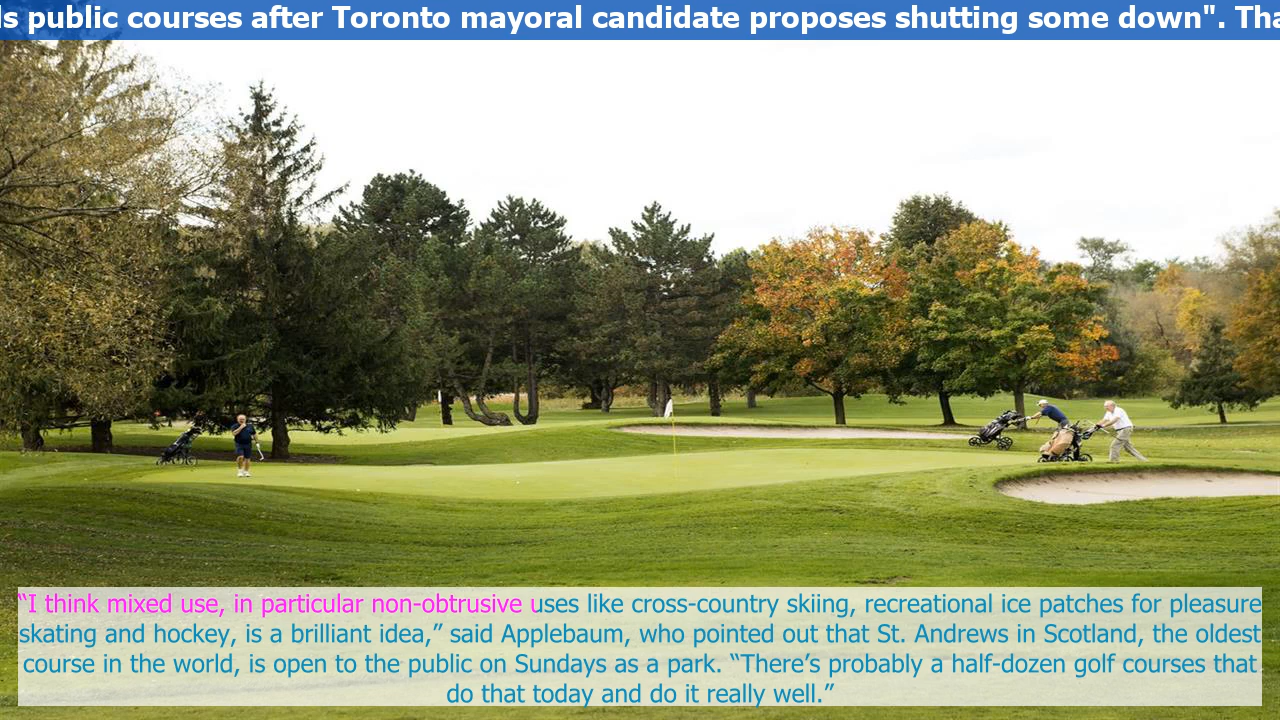 public courses after Toronto mayoral candidate proposes shutting some down".
“I think mixed use, in particular non-obtrusive uses like cross-country skiing, recreational ice patches for pleasure
skating and hockey, is a brilliant idea,” said Applebaum, who pointed out that St. Andrews in Scotland, the oldest
course in the world, is open to the public on Sundays as a park. “There’s probably a half-dozen golf courses that
do that today and do it really well.”